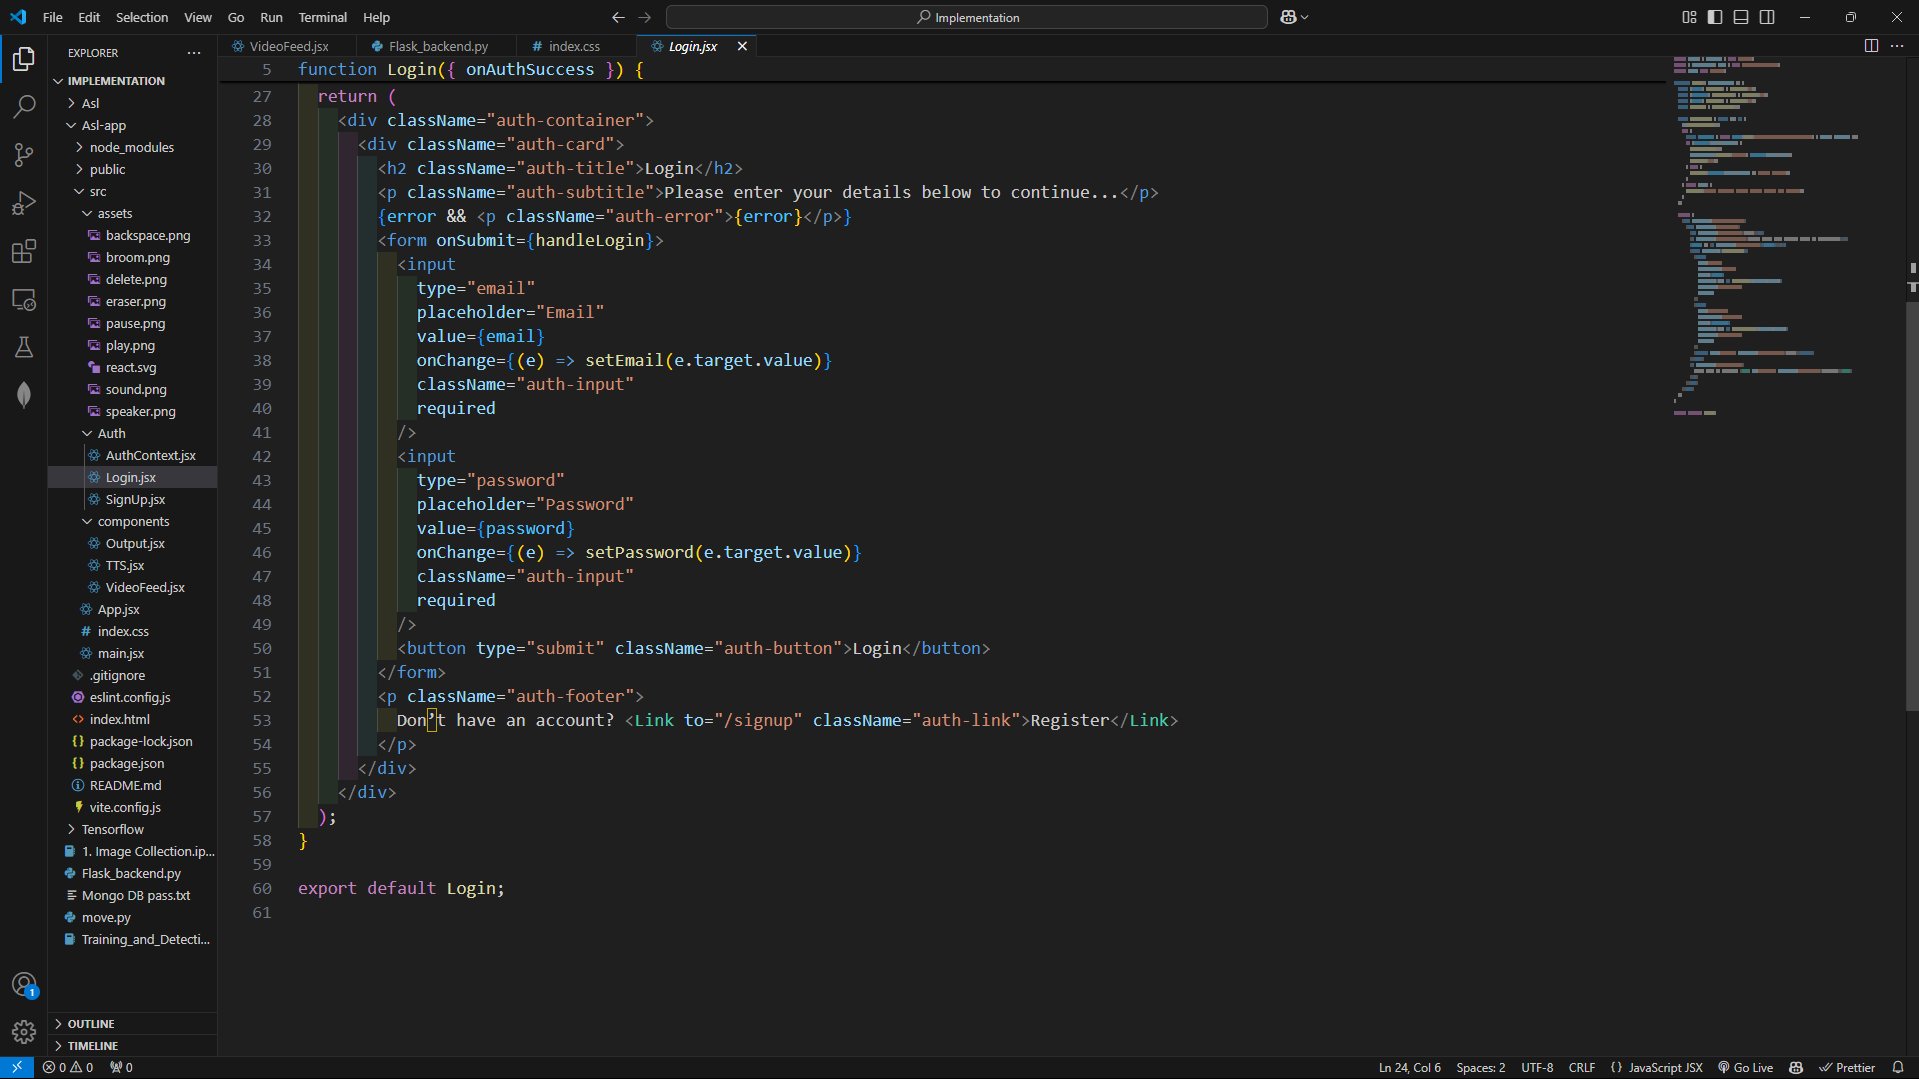 File Edit Selection View Go Run Terminal Help
Implementation
EXPLORER
IMPLEMENTATION
Asl
Asl-app
node_modules
public
src
assets
backspace.png
broom.png
delete.png
eraser.png
pause.png
play.png
react.svg
sound.png
speaker.png
Auth
AuthContext.jsx
Login.jsx
SignUp.jsx
components
Output.jsx
TTS.jsx
VideoFeed.jsx
App.jsx
# index.css
main.jsx
.gitignore
eslint.config.js
<> index.html
{} package-lock.json
{} package.json
README.md
vite.config.js
Tensorflow
1. Image Collection.ip...
Flask_backend.py
Mongo DB pass.txt
move.py
Training_and_Detecti...
OUTLINE
TIMELINE
1
VideoFeed.jsx Flask_backend.py # index.css Login.jsx
5 function Login({ onAuthSuccess }) {
27 return (
28 <div className="auth-container">
29 <div className="auth-card">
30 <h2 className="auth-title">Login</h2>
31 <p className="auth-subtitle">Please enter your details below to continue...</p>
32 {error && <p className="auth-error">{error}</p>}
33 <form onSubmit={handleLogin}>
34 <input
35 type="email"
36 placeholder="Email"
37 value={email}
38 onChange={(e) => setEmail(e.target.value)}
39 className="auth-input"
40 required
41 />
42 <input
43 type="password"
44 placeholder="Password"
45 value={password}
46 onChange={(e) => setPassword(e.target.value)}
47 className="auth-input"
48 required
49 />
50 <button type="submit" className="auth-button">Login</button>
51 </form>
52 <p className="auth-footer">
53 Don’t have an account? <Link to="/signup" className="auth-link">Register</Link>
54 </p>
55 </div>
56 </div>
57 );
58 }
59
60 export default Login;
61
0 0 0 Ln 24, Col 6 Spaces: 2 UTF-8 CRLF {} JavaScript JSX Go Live Prettier